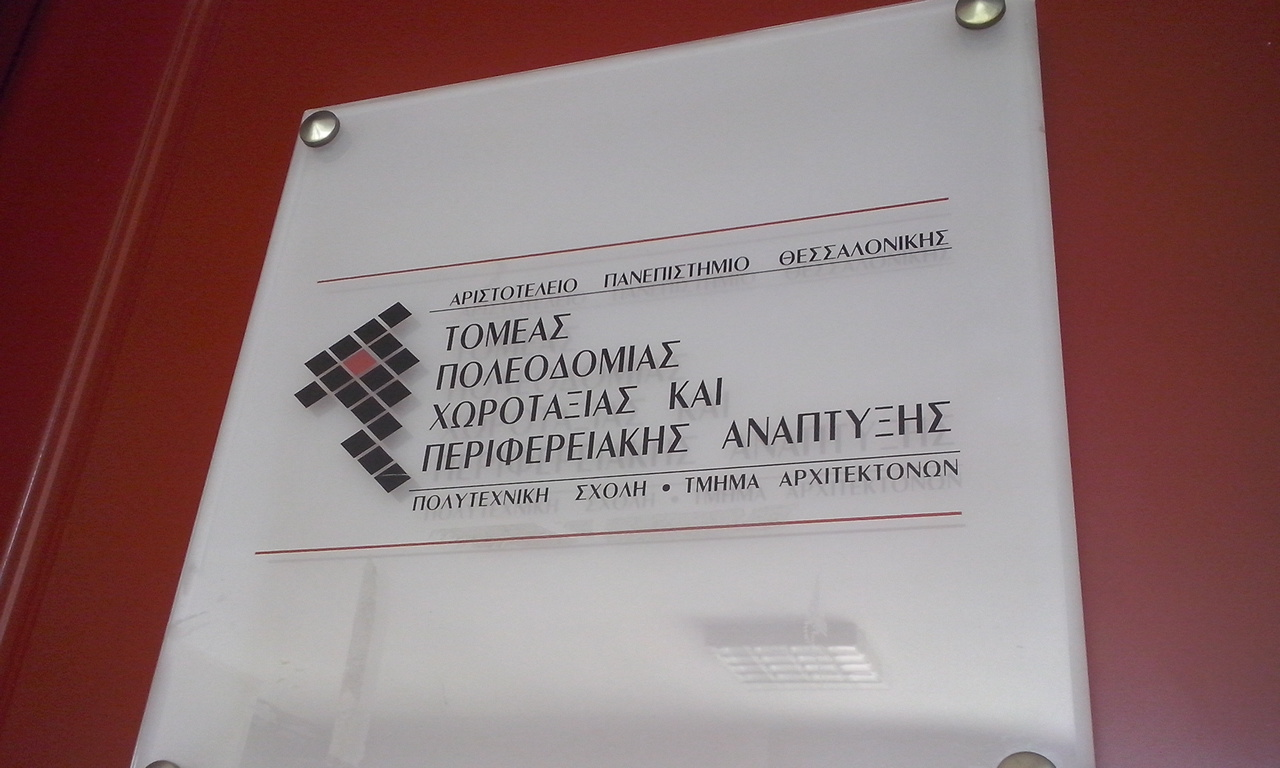 ΑΡΙΣΤΟΤΕΛΕΙΟ ΠΑΝΕΠΙΣΤΗΜΙΟ ΘΕΣΣΑΛΟΝΙΚΗΣ
ΤΟΜΕΑΣ
ΠΟΛΕΟΔΟΜΙΑΣ
ΧΩΡΟΤΑΞΙΑΣ ΚΑΙ
ΠΕΡΙΦΕΡΕΙΑΚΗΣ ΑΝΑΠΤΥΞΗΣ
ΠΟΛΥΤΕΧΝΙΚΗ ΣΧΟΛΗ • ΤΜΗΜΑ ΑΡΧΙΤΕΚΤΟΝΩΝ